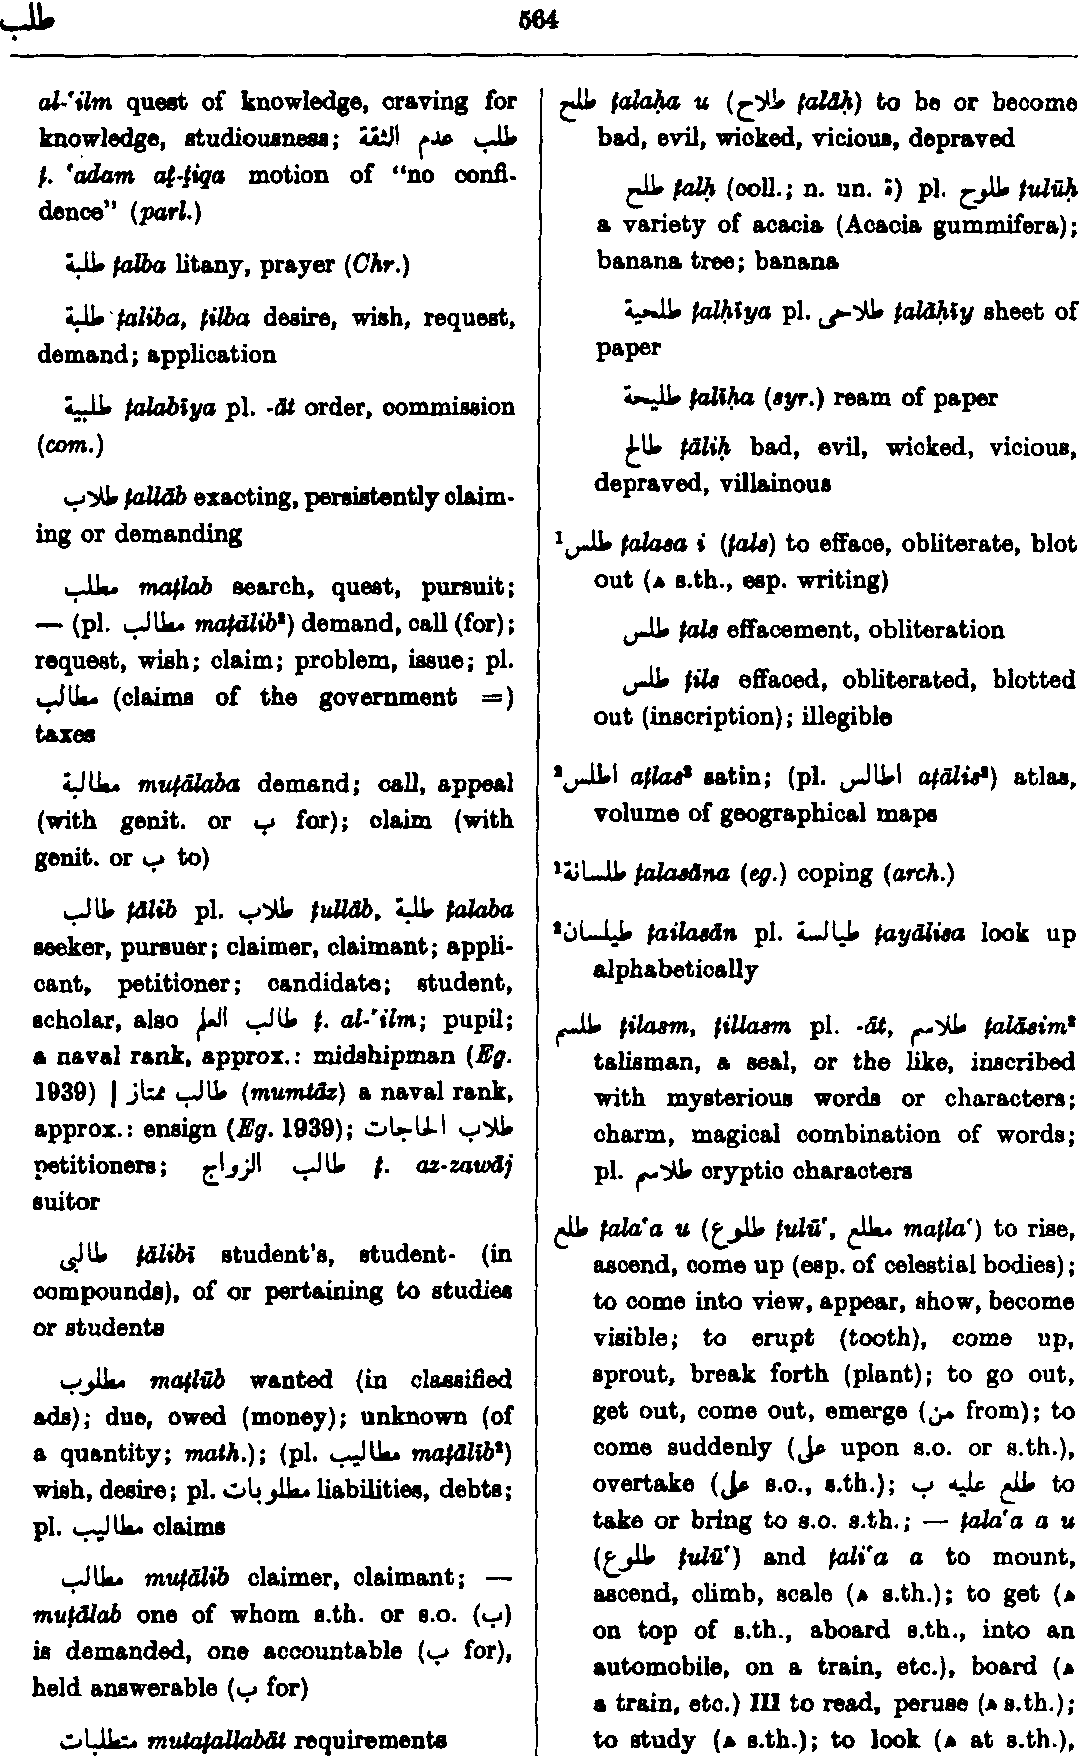 طلب
564
al-‘ilm quest of knowledge, craving for
knowledge, studiousness; طلب عدم الثقة
ṭ. ‘adam aṯ-ṯiqa motion of “no confi-
dence” (parl.)
طلبة ṭalba litany, prayer (Chr.)
طلبة ṭaliba, ṭilba desire, wish, request,
demand; application
طلبية ṭalabīya pl. -āt order, commission
(com.)
طلاب ṭallāb exacting, persistently claim-
ing or demanding
مطلب maṭlab search, quest, pursuit;
— (pl. مطالب maṭālib²) demand, call (for);
request, wish; claim; problem, issue; pl.
مطالب (claims of the government =)
taxes
مطالبة muṭālaba demand; call, appeal
(with genit. or ب for); claim (with
genit. or ب to)
طالب ṭālib pl. طلاب ṭullāb, طلبة ṭalaba
seeker, pursuer; claimer, claimant; appli-
cant, petitioner; candidate; student,
scholar, also طالب العلم ṭ. al-‘ilm; pupil;
a naval rank, approx.: midshipman (Eg.
1939) | طالب ممتاز (mumtāz) a naval rank,
approx.: ensign (Eg. 1939); طلاب الحاجات
petitioners; طالب الزواج ṭ. az-zawāj
suitor
طالبى ṭālibī student's, student- (in
compounds), of or pertaining to studies
or students
مطلوب maṭlūb wanted (in classified
ads); due, owed (money); unknown (of
a quantity; math.); (pl. مطاليب maṭālib²)
wish, desire; pl. مطلوبات liabilities, debts;
pl. مطاليب claims
مطالب muṭālib claimer, claimant; —
muṭālab one of whom s.th. or s.o. (ب)
is demanded, one accountable (ب for),
held answerable (ب for)
متطلبات mutaṭallabāt requirements
طلح ṭalaḥa u (طلاح ṭalāḥ) to be or become
bad, evil, wicked, vicious, depraved
طلح ṭalḥ (coll.; n. un. ة) pl. طلوح ṭulūḥ
a variety of acacia (Acacia gummifera);
banana tree; banana
طلحية ṭalḥīya pl. طلاحى ṭalāḥīy sheet of
paper
طليحة ṭalīḥa (syr.) ream of paper
طالح ṭāliḥ bad, evil, wicked, vicious,
depraved, villainous
¹طلس ṭalasa i (ṭals) to efface, obliterate, blot
out (ه s.th., esp. writing)
طلس ṭals effacement, obliteration
طلس ṭils effaced, obliterated, blotted
out (inscription); illegible
²اطلس aṭlas² satin; (pl. اطالس aṭālis²) atlas,
volume of geographical maps
¹طلسانة ṭalasāna (eg.) coping (arch.)
²طيلسان ṭailasān pl. طيالسة ṭayālisa look up
alphabetically
طلسم ṭilasm, ṭillasm pl. -āt, طلاسم ṭalāsim²
talisman, a seal, or the like, inscribed
with mysterious words or characters;
charm, magical combination of words;
pl. طلاسم cryptic characters
طلع ṭala‘a u (طلوع ṭulū‘, مطلع maṭla‘) to rise,
ascend, come up (esp. of celestial bodies);
to come into view, appear, show, become
visible; to erupt (tooth), come up,
sprout, break forth (plant); to go out,
get out, come out, emerge (من from); to
come suddenly (على upon s.o. or s.th.),
overtake (على s.o., s.th.); طلع عليه ب to
take or bring to s.o. s.th.; — ṭala‘a a u
(طلوع ṭulū‘) and ṭali‘a a to mount,
ascend, climb, scale (ه s.th.); to get (ه
on top of s.th., aboard s.th., into an
automobile, on a train, etc.), board (ه
a train, etc.) III to read, peruse (ه s.th.);
to study (ه s.th.); to look (ه at s.th.),